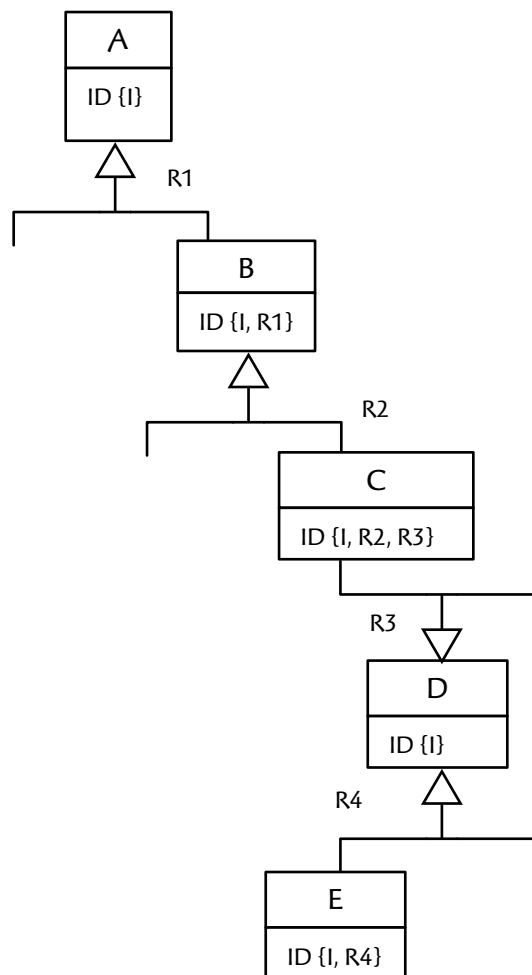 A
ID {I}
R1
B
ID {I, R1}
R2
C
ID {I, R2, R3}
R3
D
ID {I}
R4
E
ID {I, R4}